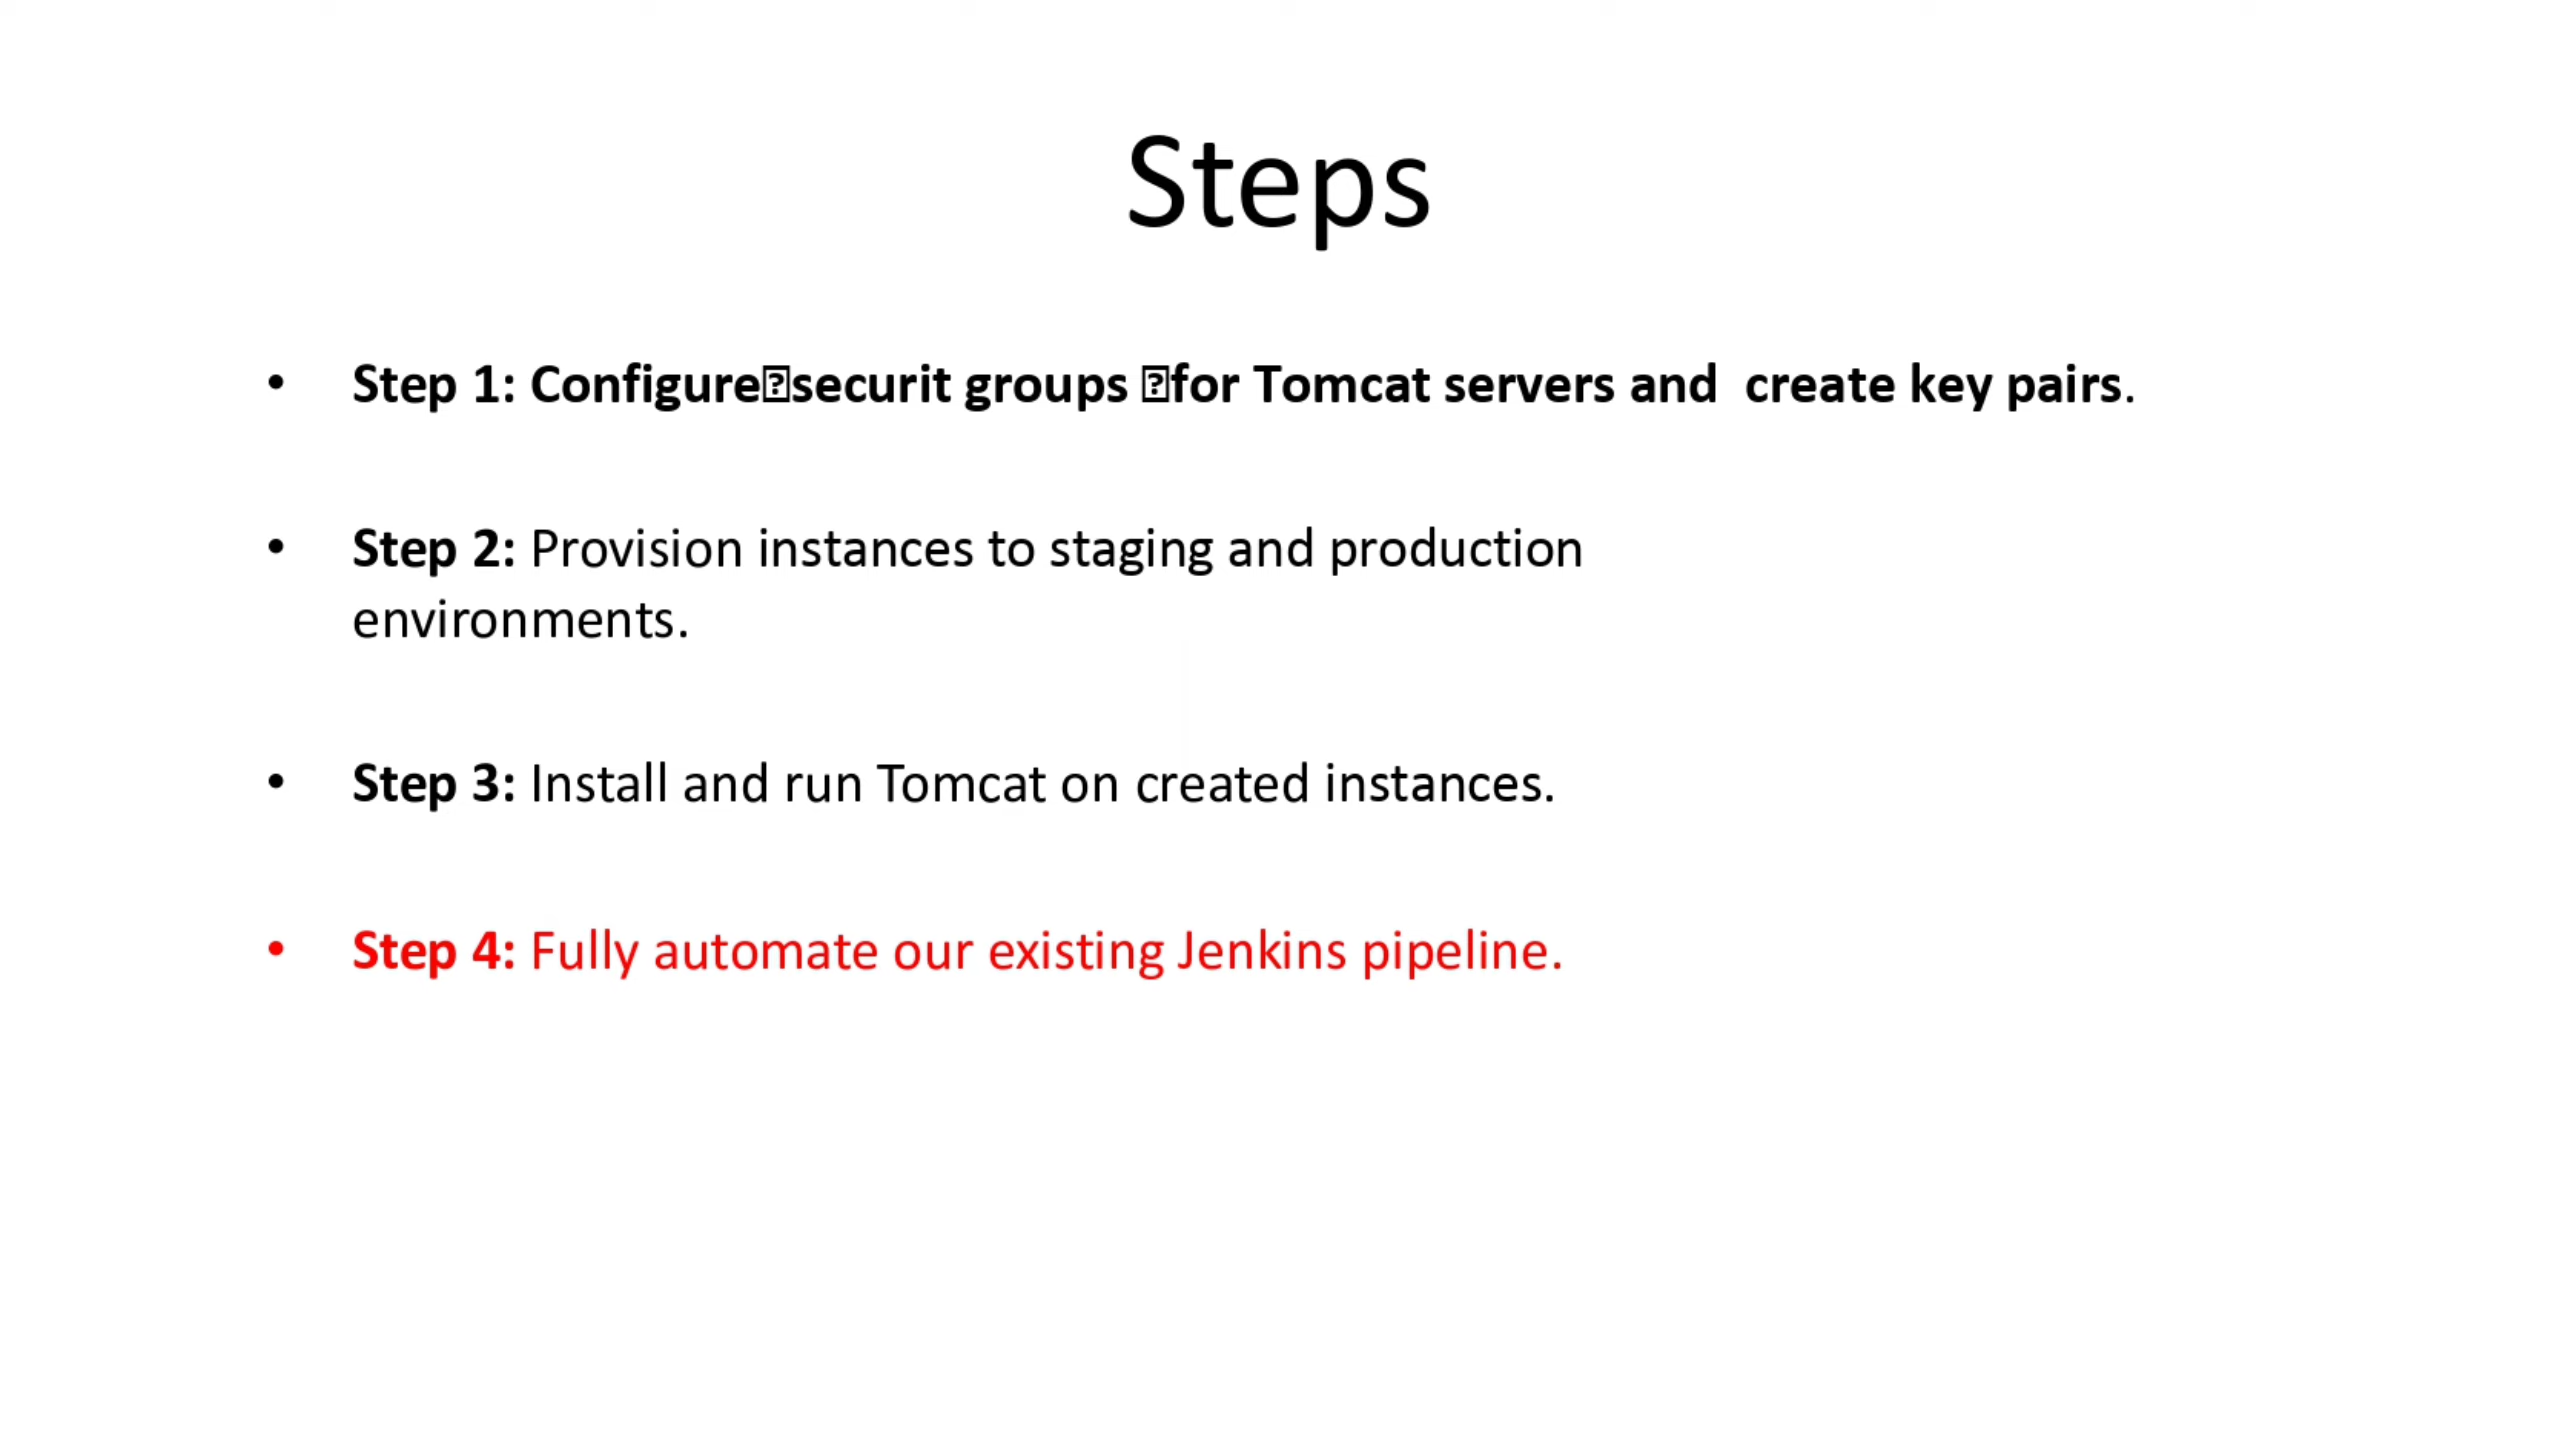 Steps
• Step 1: Configure⍰securit groups ⍰for Tomcat servers and  create key pairs.
• Step 2: Provision instances to staging and production
environments.
• Step 3: Install and run Tomcat on created instances.
• Step 4: Fully automate our existing Jenkins pipeline.